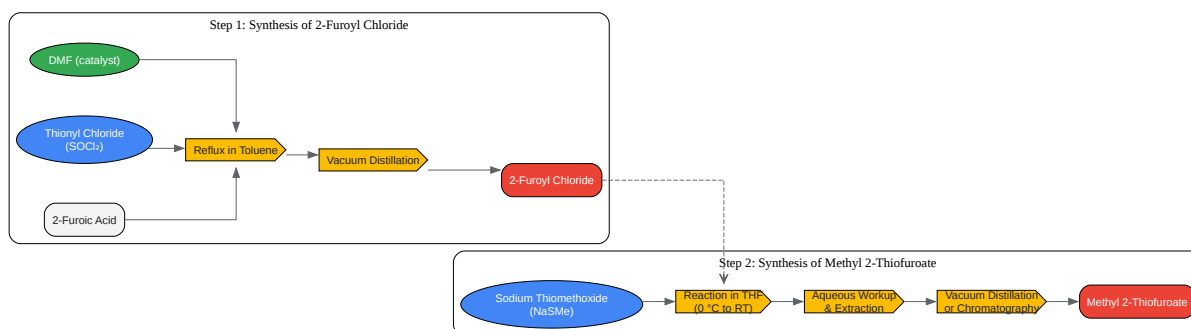 Step 1: Synthesis of 2-Furoyl Chloride
DMF (catalyst)
Thionyl Chloride
(SOCl₂)
Reflux in Toluene
Vacuum Distillation
2-Furoyl Chloride
2-Furoic Acid
Step 2: Synthesis of Methyl 2-Thiofuroate
Sodium Thiomethoxide
(NaSMe)
Reaction in THF
(0 °C to RT)
Aqueous Workup
& Extraction
Vacuum Distillation
or Chromatography
Methyl 2-Thiofuroate